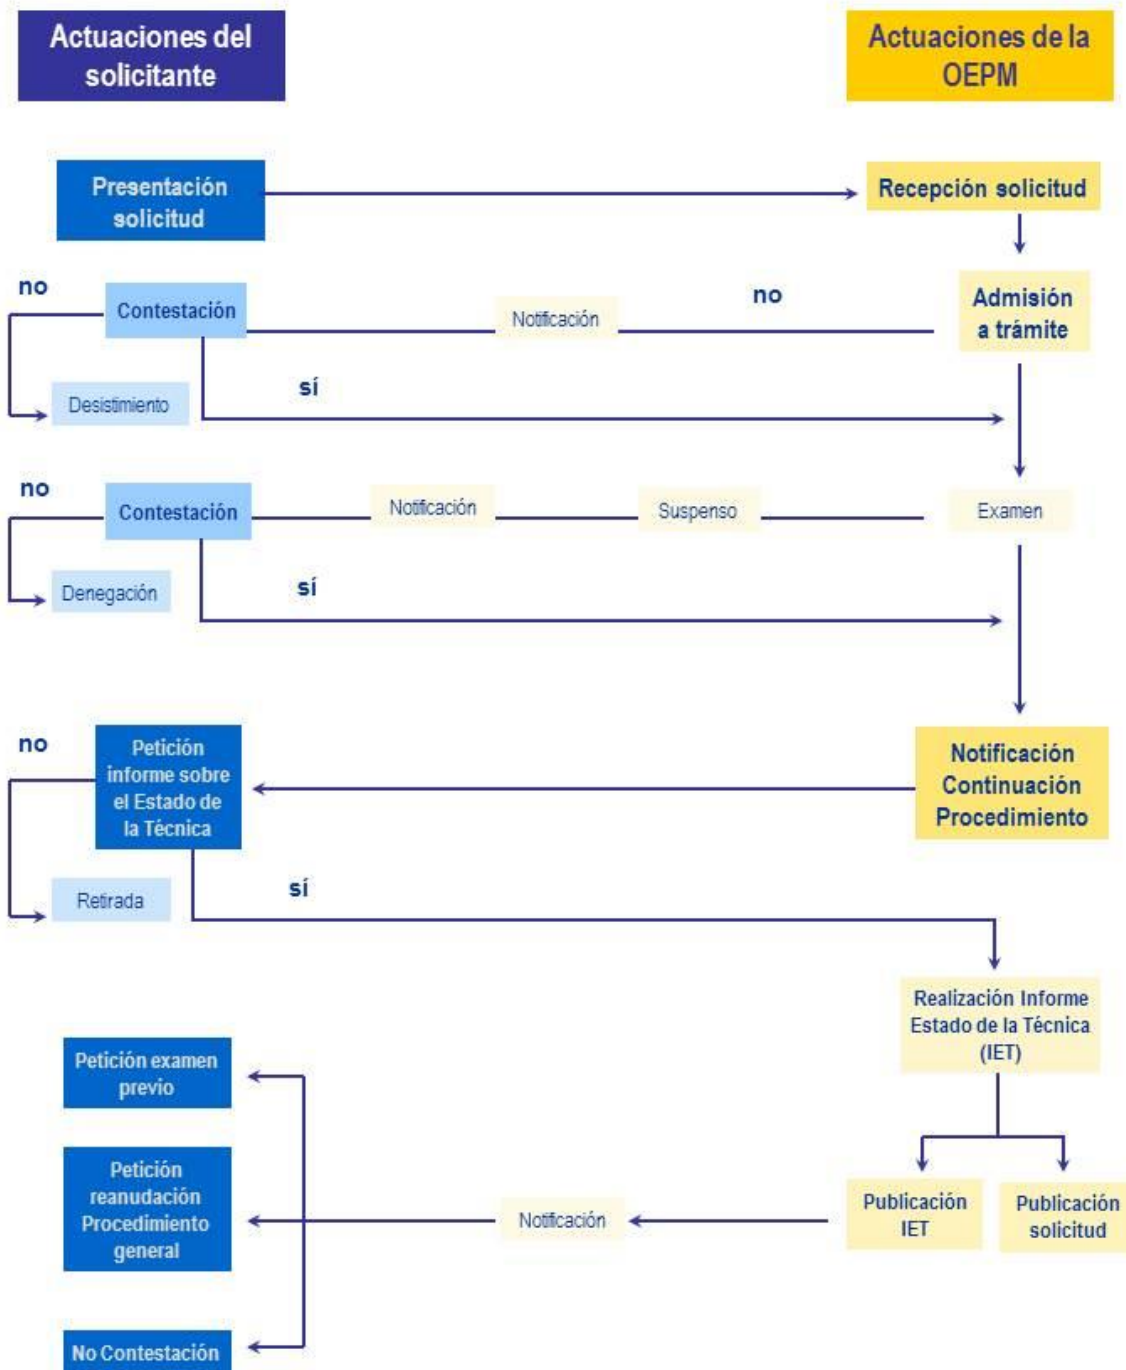 Actuaciones del
solicitante
Actuaciones de la
OEPM
Presentación
solicitud
Recepción solicitud
no
Contestación
Notificación
no
Admisión
a trámite
Desistimiento
sí
no
Contestación
Notificación
Suspenso
Examen
Denegación
sí
no
Petición
informe sobre
el Estado de
la Técnica
Notificación
Continuación
Procedimiento
Retirada
sí
Realización Informe
Estado de la Técnica
(IET)
Petición examen
previo
Petición
reanudación
Procedimiento
general
Notificación
Publicación
IET
Publicación
solicitud
No Contestación